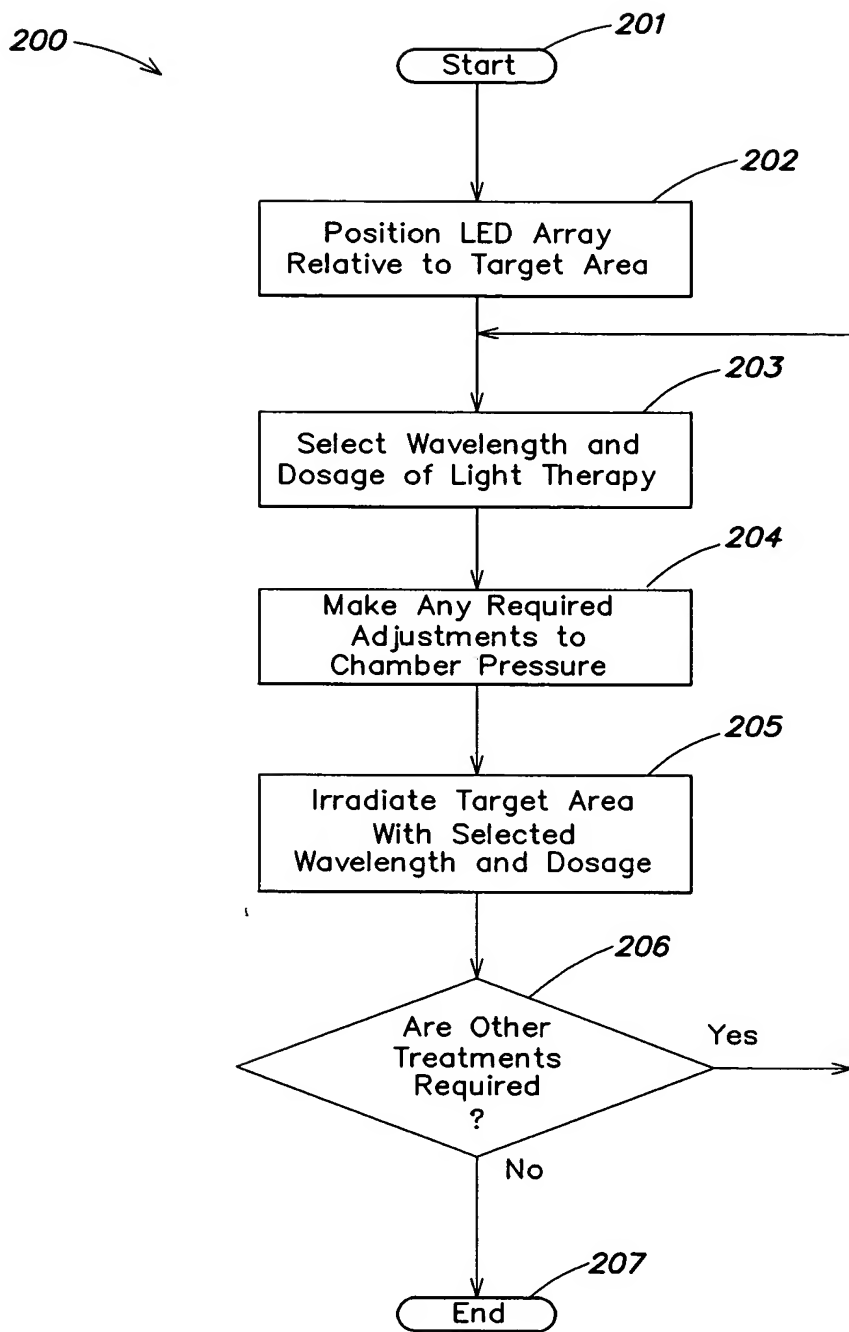 200
201
Start
202
Position LED Array
Relative to Target Area
203
Select Wavelength and
Dosage of Light Therapy
204
Make Any Required
Adjustments to
Chamber Pressure
205
Irradiate Target Area
With Selected
Wavelength and Dosage
206
Are Other
Treatments
Required
?
Yes
No
207
End